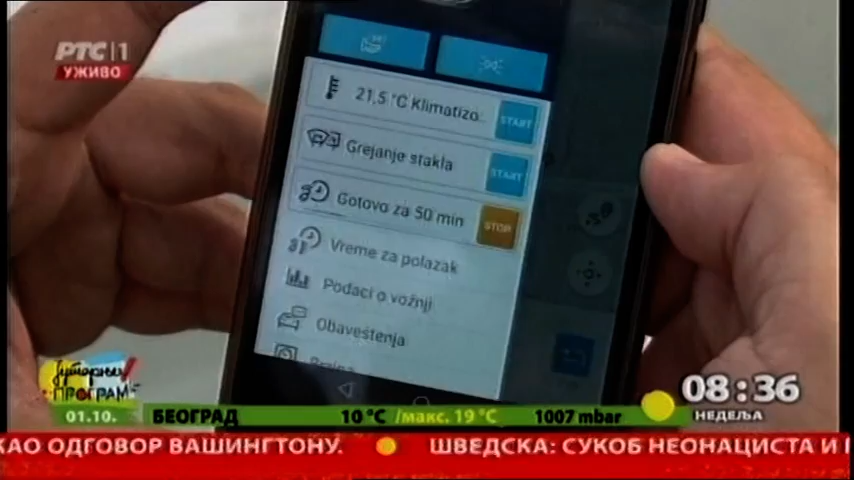 РТС 1
УЖИВО
21,5 °C Klimatizo..
START
Grejanje stakla
START
Gotovo za 50 min
STOP
Vreme za polazak
Podaci o vožnji
Obaveštenja
Јутарњи
ПРОГРАМ
08:36
НЕДЕЉА
01.10.
БЕОГРАД
10 °C /макс. 19 °C
1007 mbar
КАО ОДГОВОР ВАШИНГТОНУ.
ШВЕДСКА: СУКОБ НЕОНАЦИСТА И